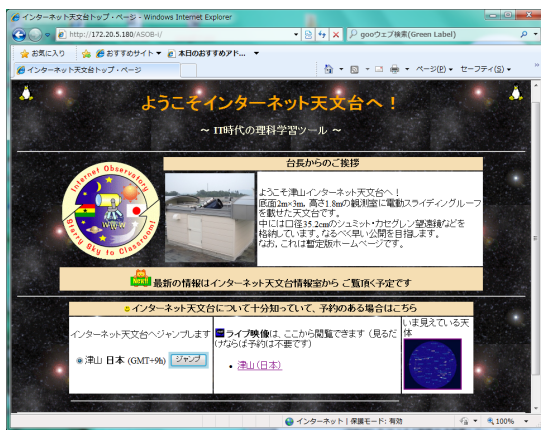 インターネット天文台トップ・ページ - Windows Internet Explorer
http://172.20.5.180/ASOB-i/
gooウェブ検索(Green Label)
お気に入り おすすめサイト 本日のおすすめアド...
インターネット天文台トップ・ページ
ページ(P) セーフティ(S)
ようこそインターネット天文台へ！
～ IT時代の理科学習ツール ～
Internet Observatory
WWW
Starry Sky to Classroom!
台長からのご挨拶
ようこそ津山インターネット天文台へ！
底面2m×3m，高さ1.8mの観測室に電動スライディングルーフ
を載せた天文台です。
中には口径35.2cmのシュミット・カセグレン望遠鏡などを
格納しています。なるべく早い公開を目指します。
なお，これは暫定版ホームページです。
New!! 最新の情報はインターネット天文台情報室から ご覧頂く予定です
インターネット天文台について十分知っていて、予約のある場合はこちら
インターネット天文台へジャンプします
津山 日本 (GMT+9h) ジャンプ
ライブ映像は、ここから閲覧できます（見るだ
けならば予約は不要です）
津山(日本)
いま見えている天
体
インターネット | 保護モード: 有効
100%